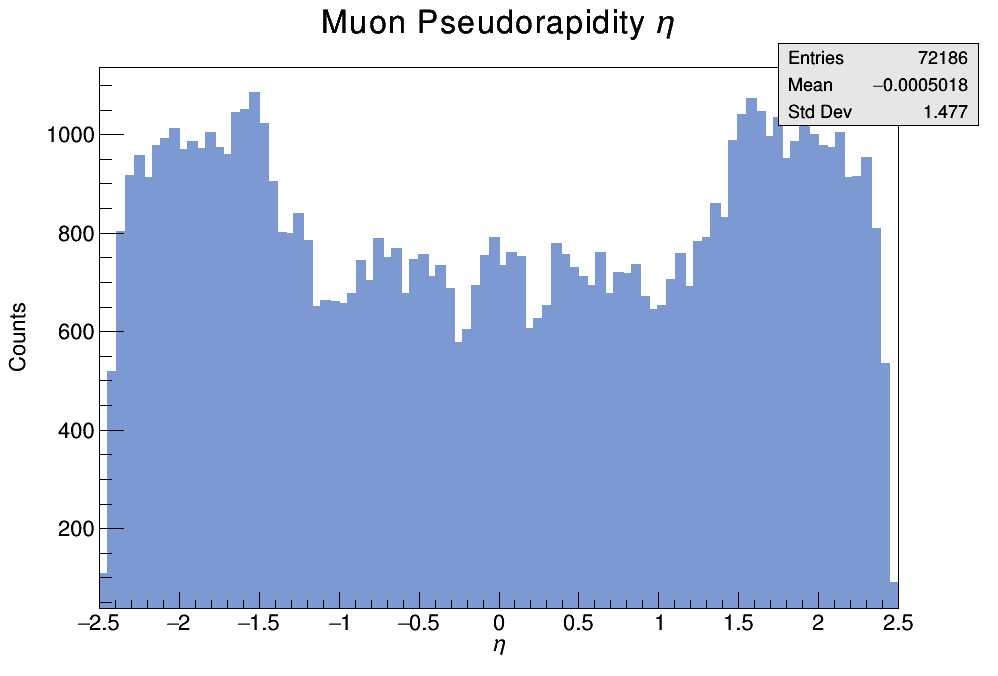 Muon Pseudorapidity η
Entries 72186
Mean −0.0005018
Std Dev 1.477
Counts
1000
800
600
400
200
−2.5 −2 −1.5 −1 −0.5 0 0.5 1 1.5 2 2.5
η